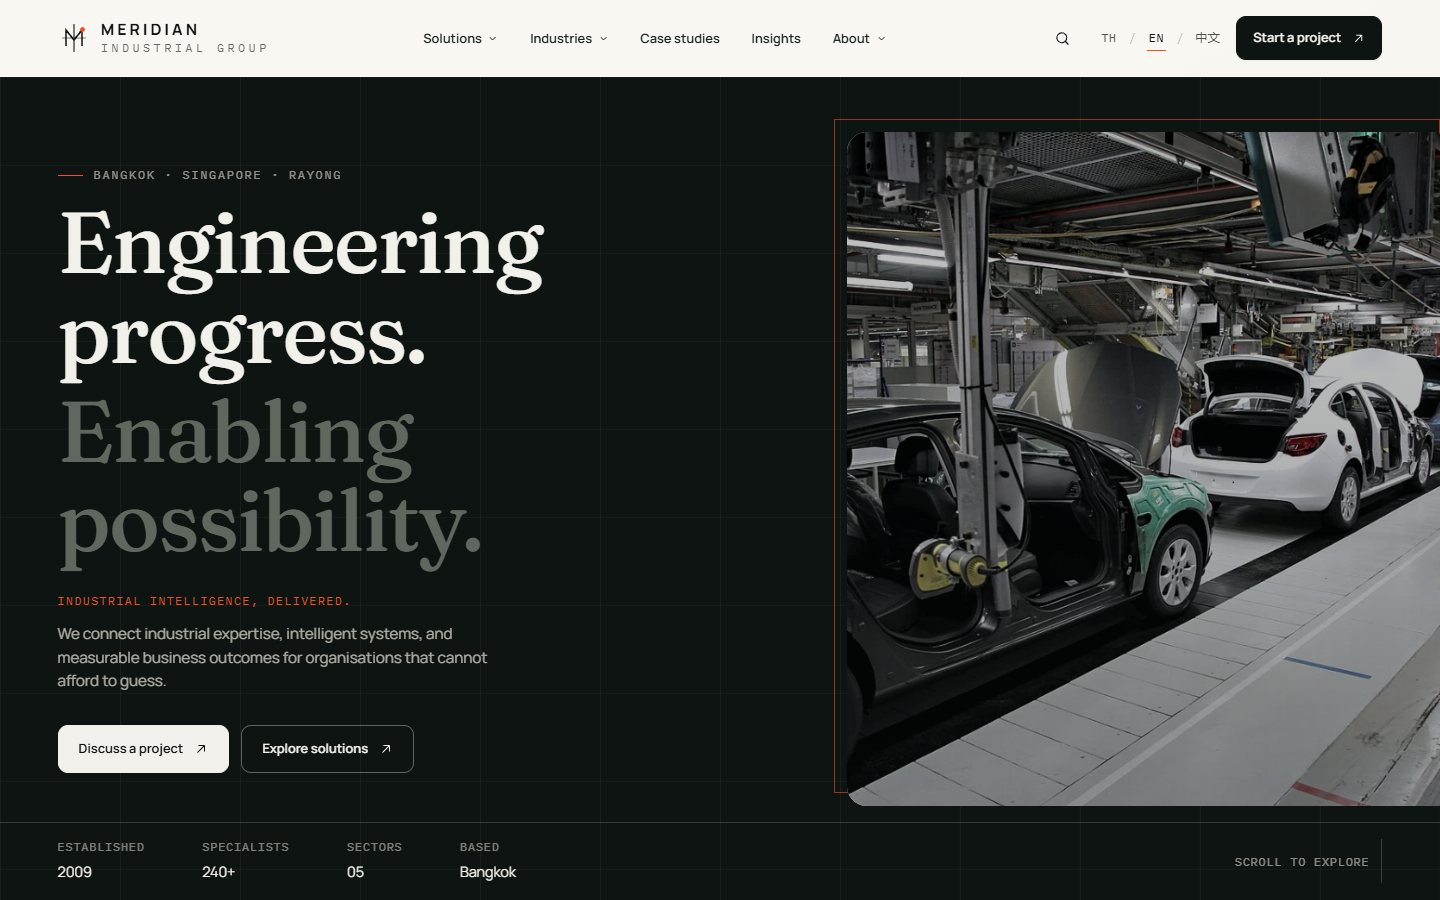 MERIDIAN
INDUSTRIAL GROUP
Solutions
Industries
Case studies
Insights
About
TH / EN / 中文
Start a project
BANGKOK · SINGAPORE · RAYONG
Engineering
progress.
Enabling
possibility.
INDUSTRIAL INTELLIGENCE, DELIVERED.
We connect industrial expertise, intelligent systems, and
measurable business outcomes for organisations that cannot
afford to guess.
Discuss a project
Explore solutions
ESTABLISHED
2009
SPECIALISTS
240+
SECTORS
05
BASED
Bangkok
SCROLL TO EXPLORE